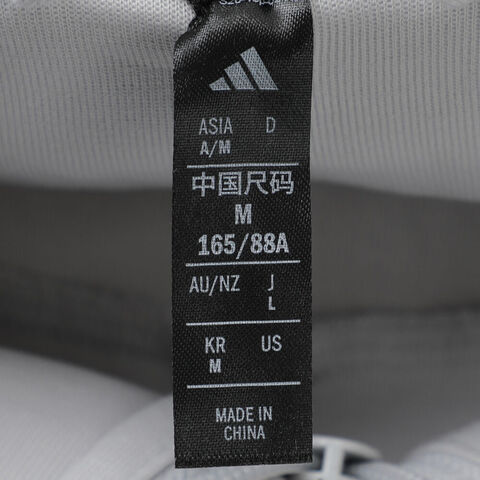 ASIA D
A/M
中国尺码
M
165/88A
AU/NZ J
L
KR US
M
MADE IN
CHINA